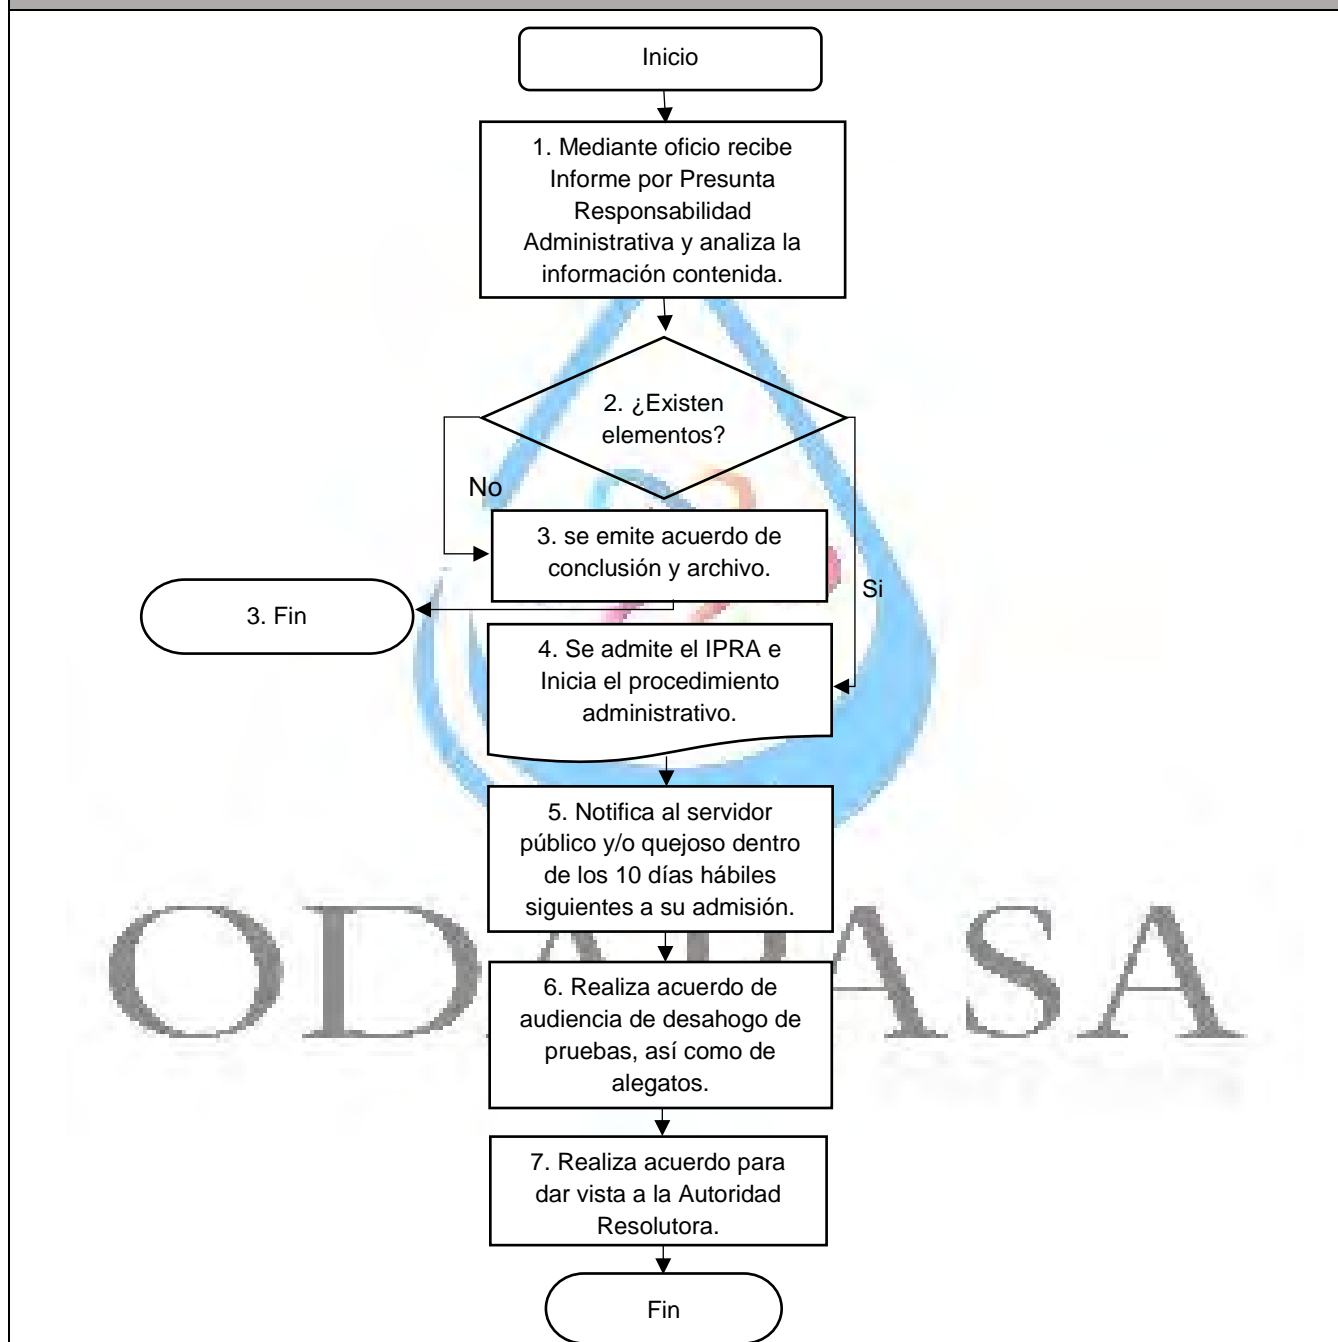 Inicio
1. Mediante oficio recibe
Informe por Presunta
Responsabilidad
Administrativa y analiza la
información contenida.
2. ¿Existen
elementos?
No
3. se emite acuerdo de
conclusión y archivo.
Si
3. Fin
4. Se admite el IPRA e
Inicia el procedimiento
administrativo.
5. Notifica al servidor
público y/o quejoso dentro
de los 10 días hábiles
siguientes a su admisión.
6. Realiza acuerdo de
audiencia de desahogo de
pruebas, así como de
alegatos.
7. Realiza acuerdo para
dar vista a la Autoridad
Resolutora.
Fin